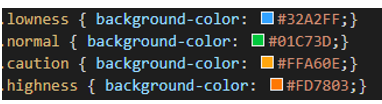 .lowness { background-color: #32A2FF;}
.normal { background-color: #01C73D;}
.caution { background-color: #FFA60E;}
.highness { background-color: #FD7803;}